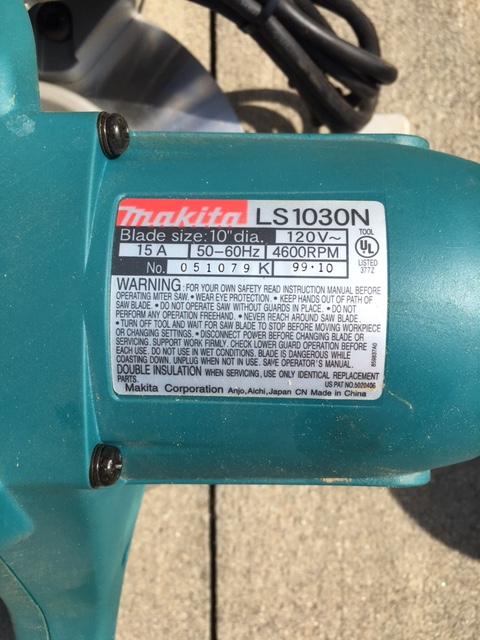 makita LS1030N
Blade size:10"dia. 120V~
15A 50-60Hz 4600RPM
No. 051079 K 99·10
TOOL
UL
LISTED
377Z
WARNING: FOR YOUR OWN SAFETY READ INSTRUCTION MANUAL BEFORE
OPERATING MITER SAW. • WEAR EYE PROTECTION. • KEEP HANDS OUT OF PATH OF
SAW BLADE. • DO NOT OPERATE SAW WITHOUT GUARDS IN PLACE. • DO NOT
PERFORM ANY OPERATION FREEHAND. • NEVER REACH AROUND SAW BLADE.
• TURN OFF TOOL AND WAIT FOR SAW BLADE TO STOP BEFORE MOVING WORKPIECE
OR CHANGING SETTINGS. • DISCONNECT POWER BEFORE CHANGING BLADE OR
SERVICING. SUPPORT WORK FIRMLY. CHECK LOWER GUARD OPERATION BEFORE
EACH USE. DO NOT USE IN WET CONDITIONS. BLADE IS DANGEROUS WHILE
COASTING DOWN. UNPLUG WHEN NOT IN USE. SAVE OPERATOR'S MANUAL.
DOUBLE INSULATION WHEN SERVICING, USE ONLY IDENTICAL REPLACEMENT
PARTS. US PAT NO.5020406
Makita Corporation Anjo,Aichi,Japan CN Made in China